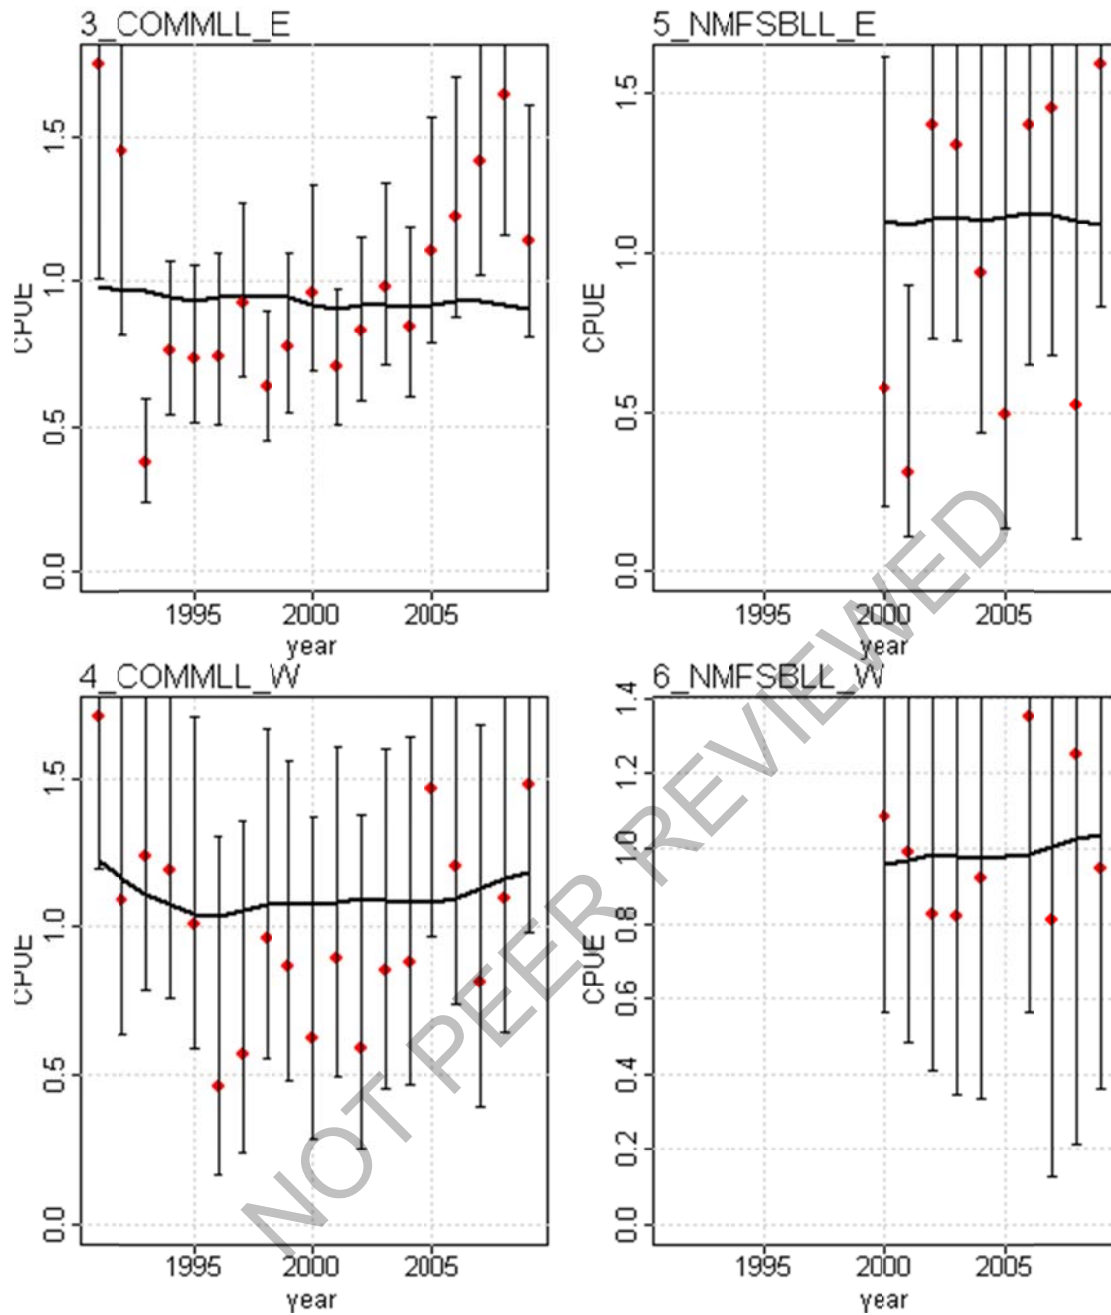 3_COMMLL_E
CPUE
0.0
0.5
1.0
1.5
1995
2000
2005
year
5_NMFSBLL_E
CPUE
0.0
0.5
1.0
1.5
1995
2000
2005
year
4_COMMLL_W
CPUE
0.0
0.5
1.0
1.5
1995
2000
2005
year
6_NMFSBLL_W
CPUE
0.0
0.2
0.4
0.6
0.8
1.0
1.2
1.4
1995
2000
2005
year
NOT PEER REVIEWED